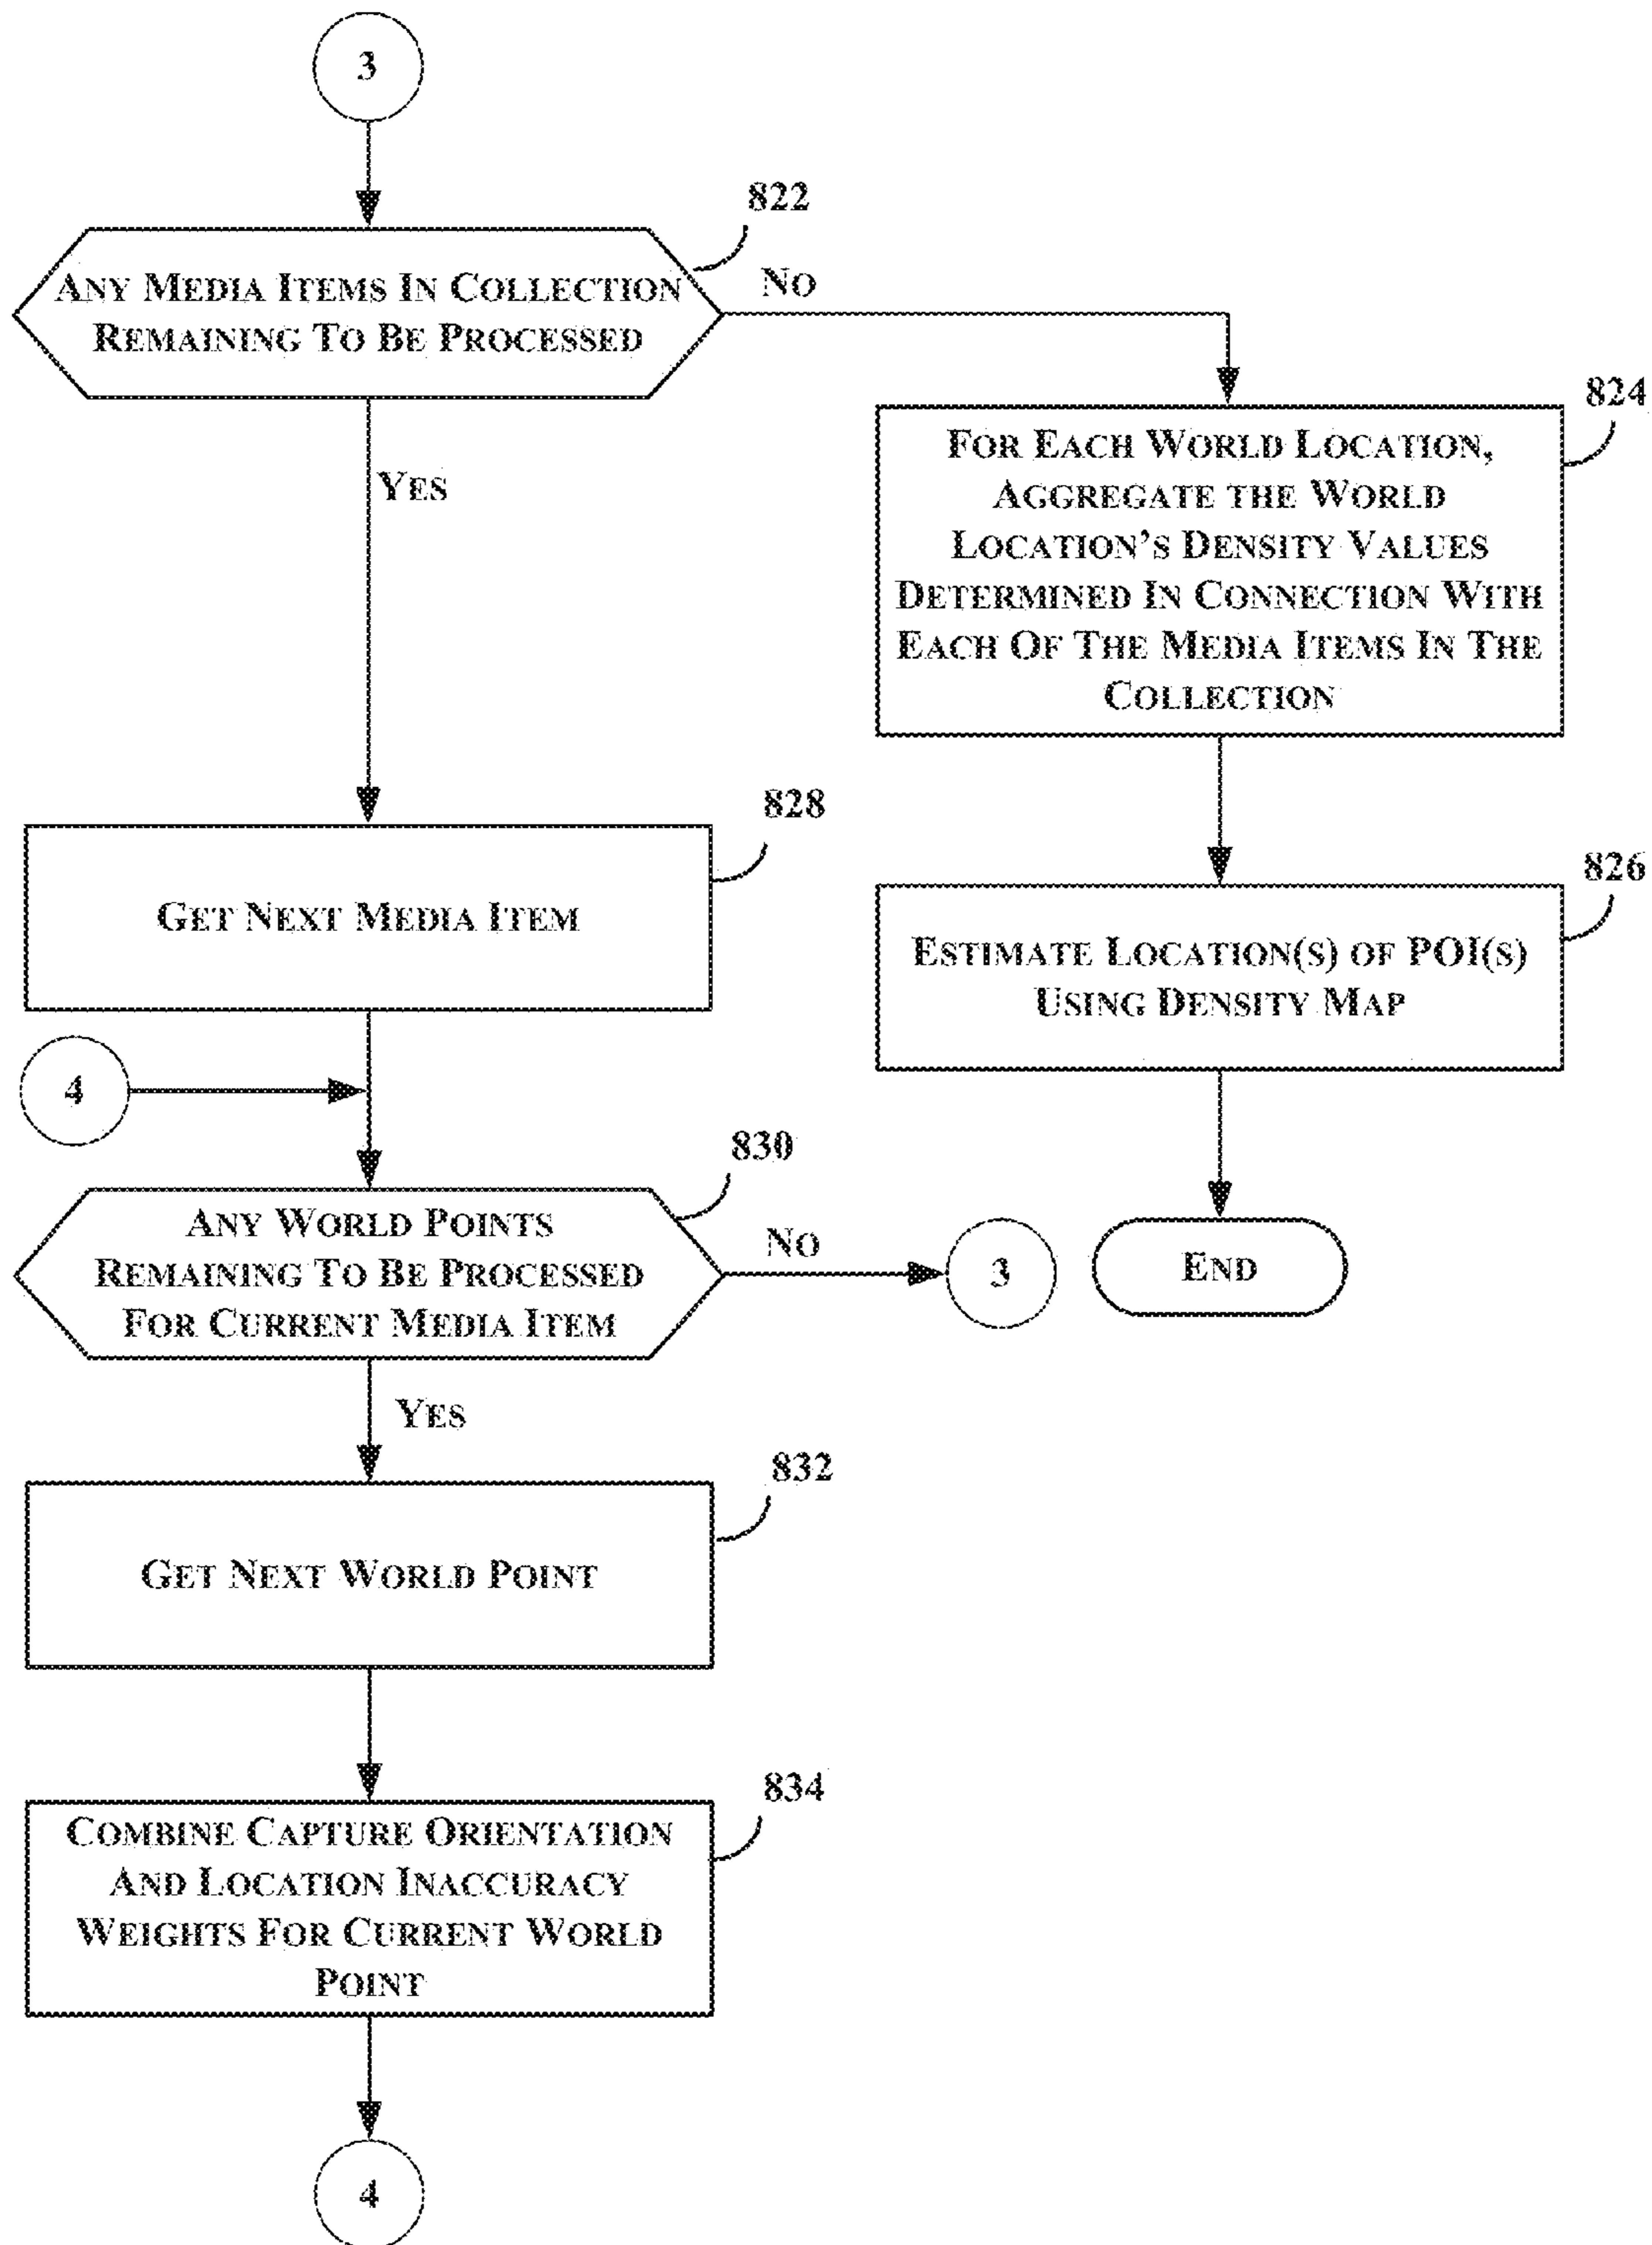 3
822
ANY MEDIA ITEMS IN COLLECTION
REMAINING TO BE PROCESSED
NO
YES
824
FOR EACH WORLD LOCATION,
AGGREGATE THE WORLD
LOCATION'S DENSITY VALUES
DETERMINED IN CONNECTION WITH
EACH OF THE MEDIA ITEMS IN THE
COLLECTION
828
GET NEXT MEDIA ITEM
826
ESTIMATE LOCATION(S) OF POI(S)
USING DENSITY MAP
4
830
ANY WORLD POINTS
REMAINING TO BE PROCESSED
FOR CURRENT MEDIA ITEM
NO
3
END
YES
832
GET NEXT WORLD POINT
834
COMBINE CAPTURE ORIENTATION
AND LOCATION INACCURACY
WEIGHTS FOR CURRENT WORLD
POINT
4